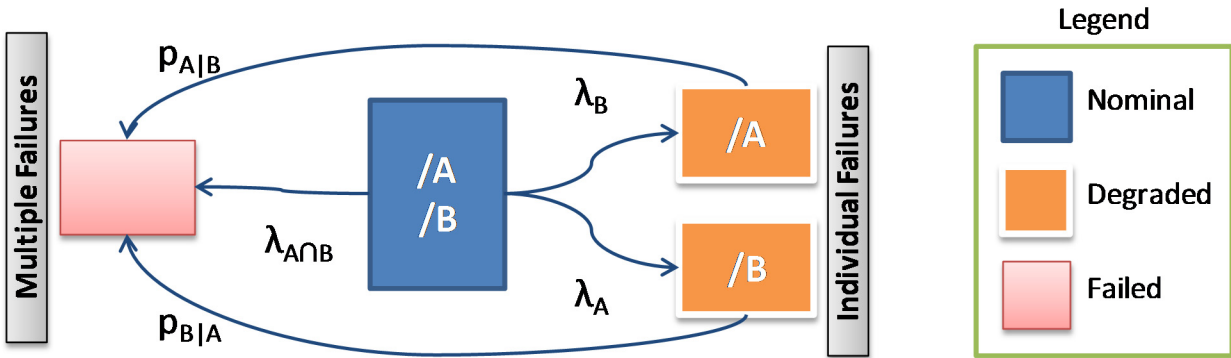 Multiple Failures
p_A|B
λ_A∩B
p_B|A
/A
/B
λ_B
λ_A
/A
/B
Individual Failures
Legend
Nominal
Degraded
Failed